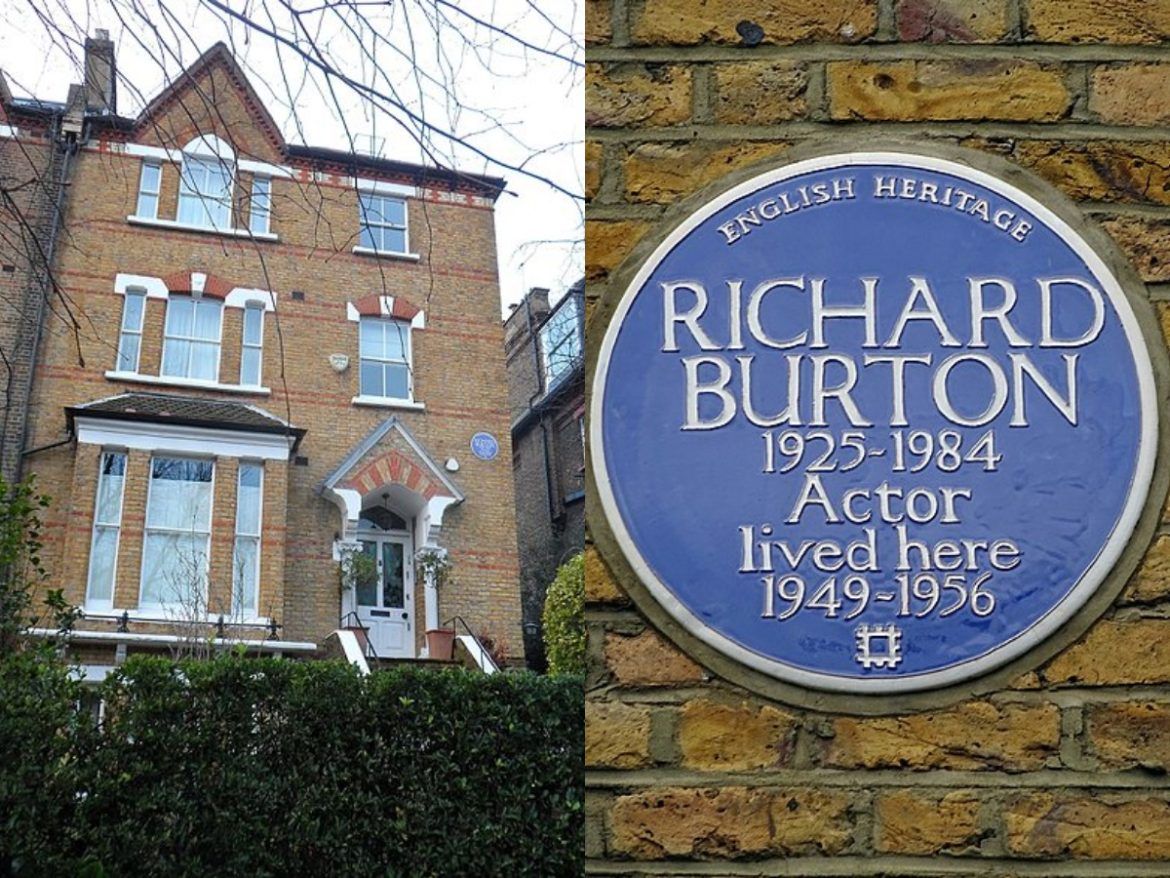 ENGLISH HERITAGE
RICHARD
BURTON
1925-1984
Actor
lived here
1949-1956